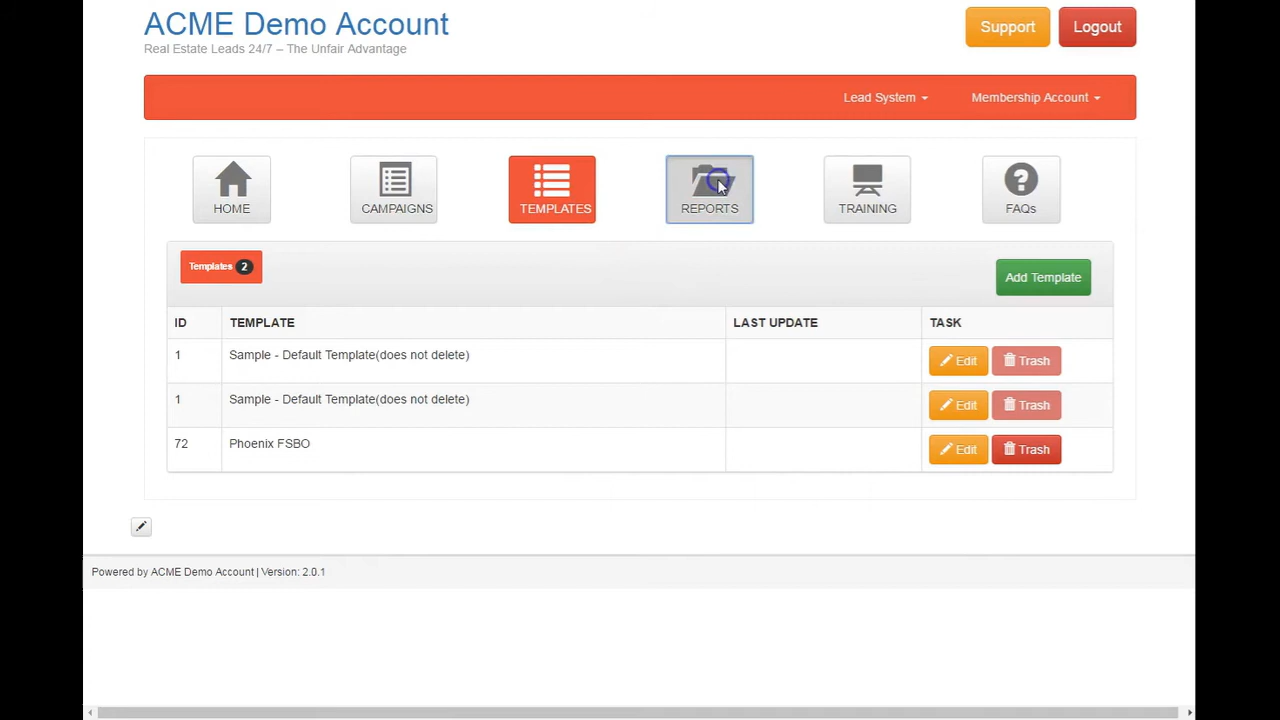 ACME Demo Account
Real Estate Leads 24/7 – The Unfair Advantage
Support Logout
Lead System Membership Account
HOME CAMPAIGNS TEMPLATES REPORTS TRAINING FAQs
Templates 2
Add Template
ID TEMPLATE LAST UPDATE TASK
1 Sample - Default Template(does not delete) Edit Trash
1 Sample - Default Template(does not delete) Edit Trash
72 Phoenix FSBO Edit Trash
Powered by ACME Demo Account | Version: 2.0.1